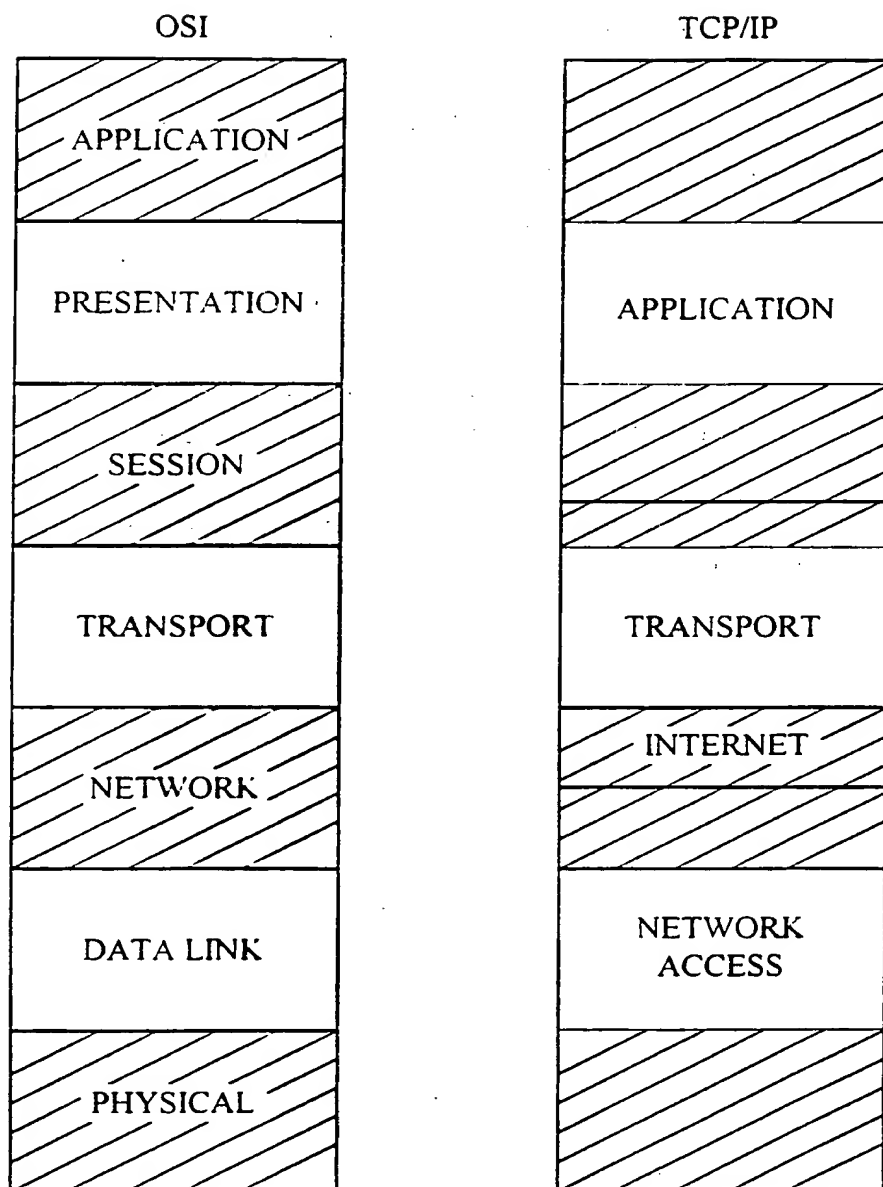 OSI
APPLICATION
PRESENTATION
SESSION
TRANSPORT
NETWORK
DATA LINK
PHYSICAL
TCP/IP
APPLICATION
TRANSPORT
INTERNET
NETWORK
ACCESS